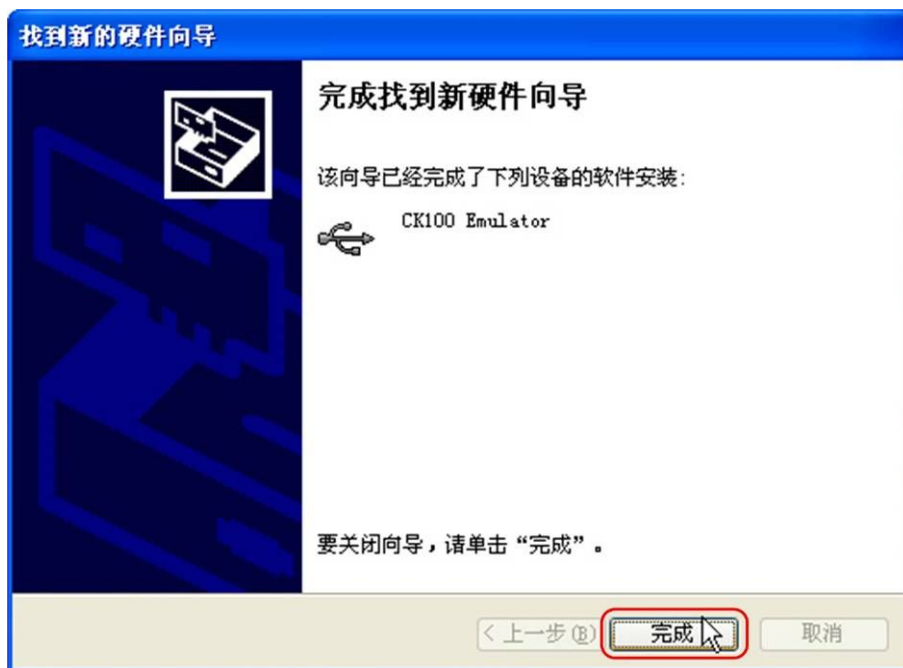 找到新的硬件向导
完成找到新硬件向导
该向导已经完成了下列设备的软件安装:
CK100 Emulator
要关闭向导，请单击“完成”。
< 上一步(B)
完成
取消